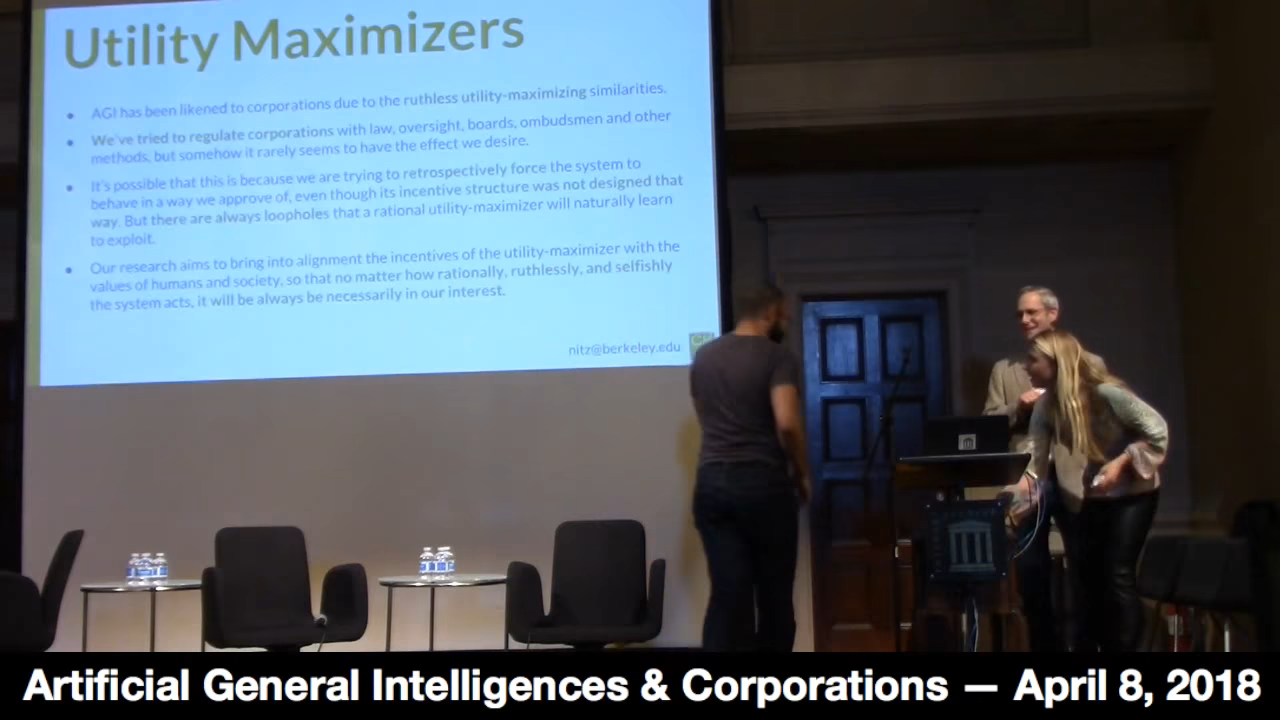 Utility Maximizers
AGI has been likened to corporations due to the ruthless utility-maximizing similarities.
We've tried to regulate corporations with law, oversight, boards, ombudsmen and other
methods, but somehow it rarely seems to have the effect we desire.
It's possible that this is because we are trying to retrospectively force the system to
behave in a way we approve of, even though its incentive structure was not designed that
way. But there are always loopholes that a rational utility-maximizer will naturally learn
to exploit.
Our research aims to bring into alignment the incentives of the utility-maximizer with the
values of humans and society, so that no matter how rationally, ruthlessly, and selfishly
the system acts, it will be always be necessarily in our interest.
nitz@berkeley.edu
Artificial General Intelligences & Corporations — April 8, 2018